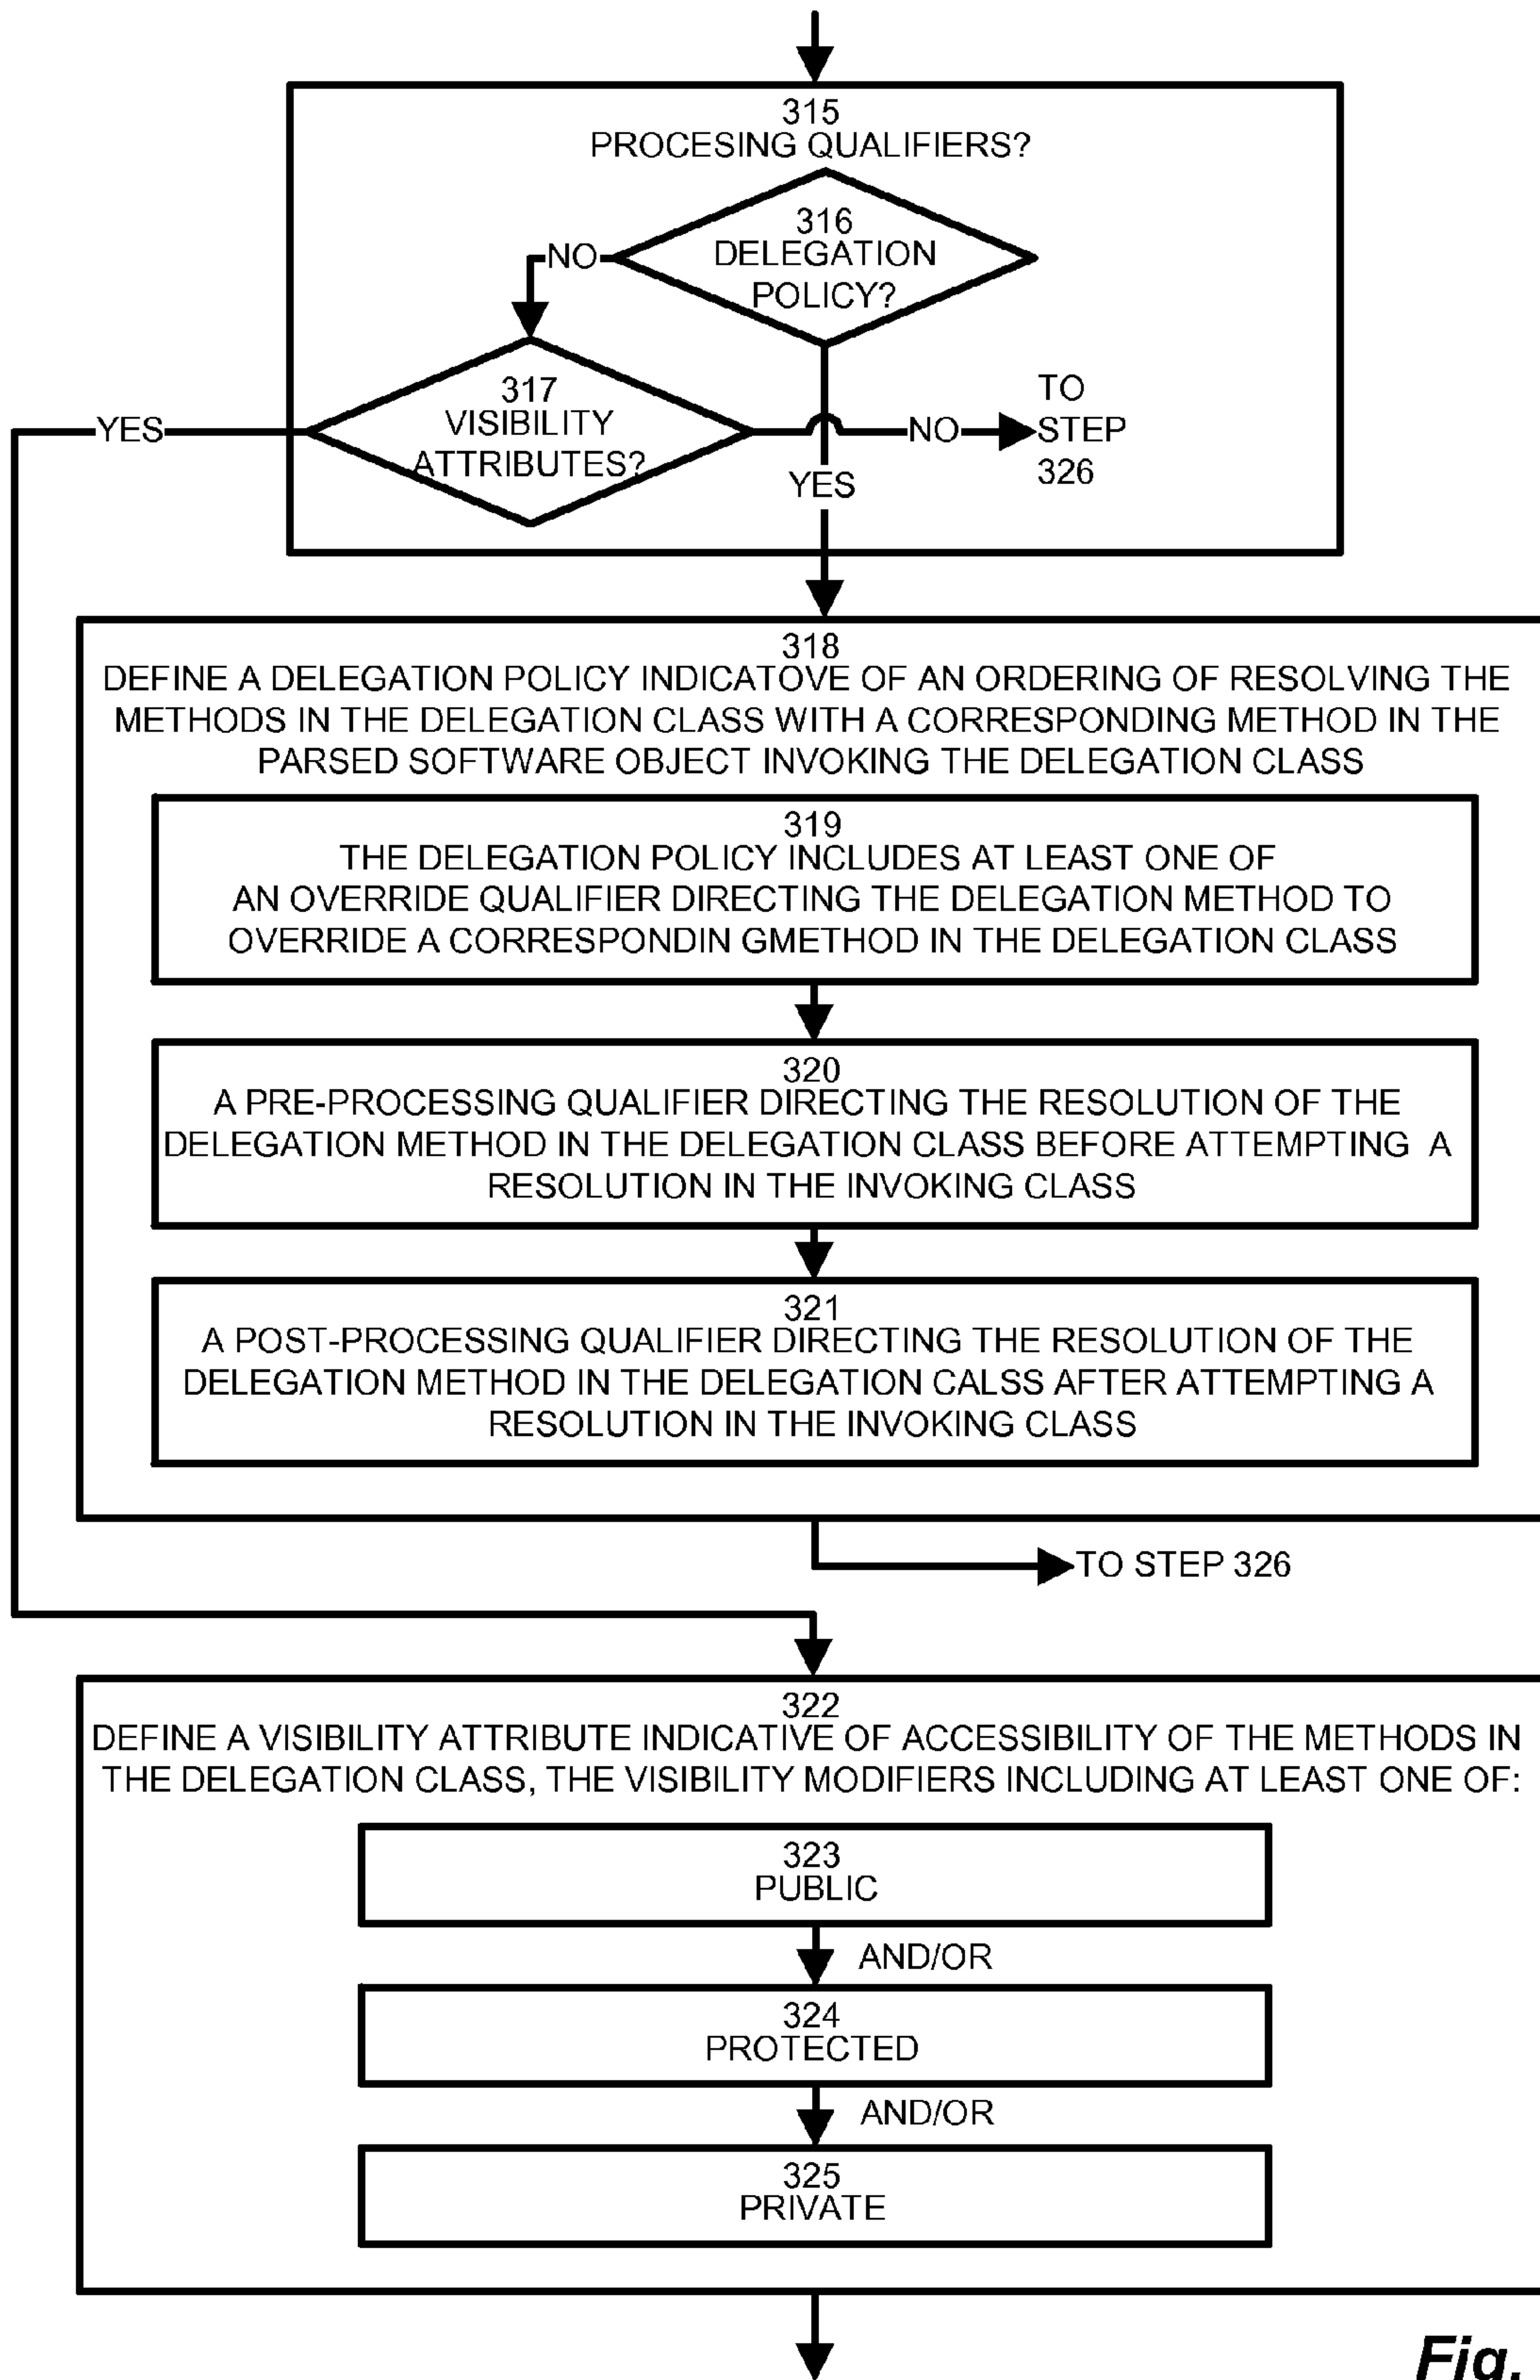 315
PROCESING QUALIFIERS?
316
DELEGATION
POLICY?
NO
317
VISIBILITY
ATTRIBUTES?
YES
NO
TO
STEP
326
YES
318
DEFINE A DELEGATION POLICY INDICATOVE OF AN ORDERING OF RESOLVING THE
METHODS IN THE DELEGATION CLASS WITH A CORRESPONDING METHOD IN THE
PARSED SOFTWARE OBJECT INVOKING THE DELEGATION CLASS
319
THE DELEGATION POLICY INCLUDES AT LEAST ONE OF
AN OVERRIDE QUALIFIER DIRECTING THE DELEGATION METHOD TO
OVERRIDE A CORRESPONDIN GMETHOD IN THE DELEGATION CLASS
320
A PRE-PROCESSING QUALIFIER DIRECTING THE RESOLUTION OF THE
DELEGATION METHOD IN THE DELEGATION CLASS BEFORE ATTEMPTING A
RESOLUTION IN THE INVOKING CLASS
321
A POST-PROCESSING QUALIFIER DIRECTING THE RESOLUTION OF THE
DELEGATION METHOD IN THE DELEGATION CALSS AFTER ATTEMPTING A
RESOLUTION IN THE INVOKING CLASS
TO STEP 326
322
DEFINE A VISIBILITY ATTRIBUTE INDICATIVE OF ACCESSIBILITY OF THE METHODS IN
THE DELEGATION CLASS, THE VISIBILITY MODIFIERS INCLUDING AT LEAST ONE OF:
323
PUBLIC
AND/OR
324
PROTECTED
AND/OR
325
PRIVATE
Fig.